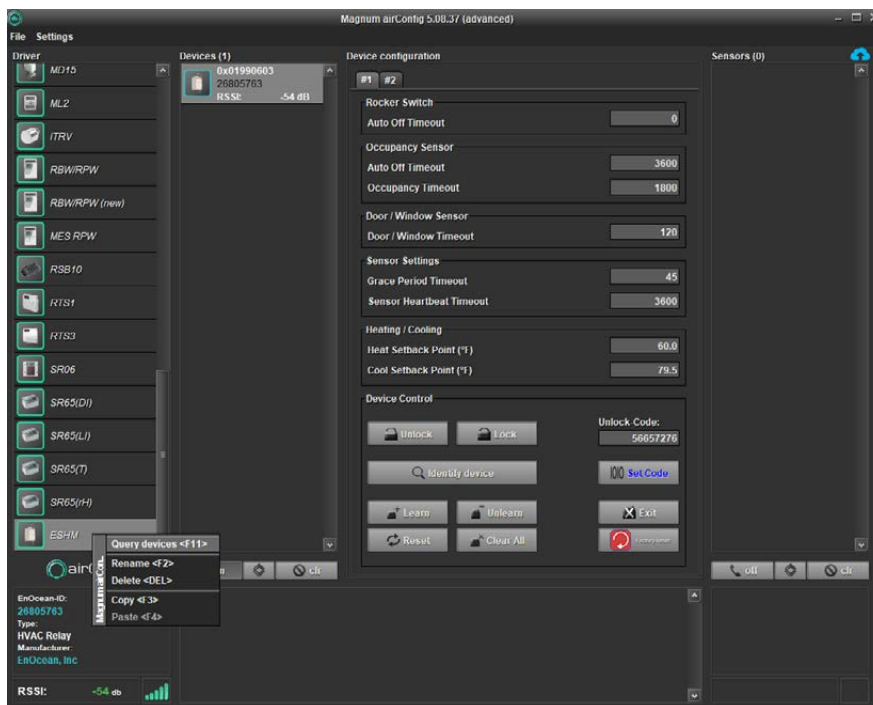 Magnum airConfig 5.08.37 (advanced)
File Settings
Driver
MD15
ML2
iTRV
RBW/RPW
RBW/RPW (new)
MES RPW
RSB10
RTS1
RTS3
SR06
SR65(DI)
SR65(LI)
SR65(T)
SR65(rH)
ESHM
Devices (1)
0x01990603
26805763
RSSI: -54 dB
Device configuration
#1 #2
Rocker Switch
Auto Off Timeout 0
Occupancy Sensor
Auto Off Timeout 3600
Occupancy Timeout 1800
Door / Window Sensor
Door / Window Timeout 120
Sensor Settings
Grace Period Timeout 45
Sensor Heartbeat Timeout 3600
Heating / Cooling
Heat Setback Point (°F) 60.0
Cool Setback Point (°F) 79.5
Device Control
Unlock Lock
Unlock Code:
56657276
Identify device
Set Code
Learn Unlearn Exit
Reset Clear All
Sensors (0)
Query devices <F11>
Rename <F2>
Delete <DEL>
Copy <F3>
Paste <F4>
clr
off clr
EnOcean-ID:
26805763
Type:
HVAC Relay
Manufacturer:
EnOcean, Inc
RSSI: -54 db